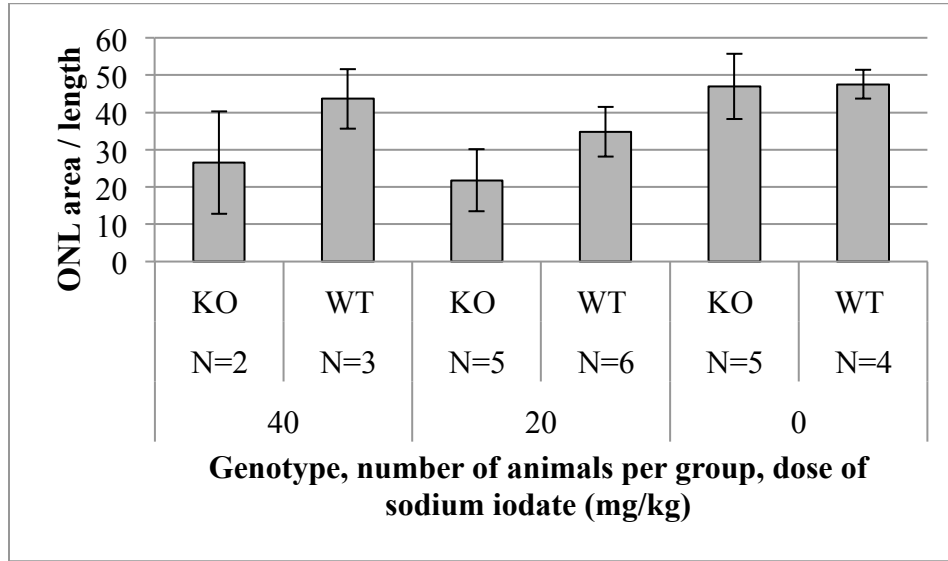 60
50
40
30
20
10
0
ONL area / length
KO WT KO WT KO WT
N=2 N=3 N=5 N=6 N=5 N=4
40 20 0
Genotype, number of animals per group, dose of
sodium iodate (mg/kg)